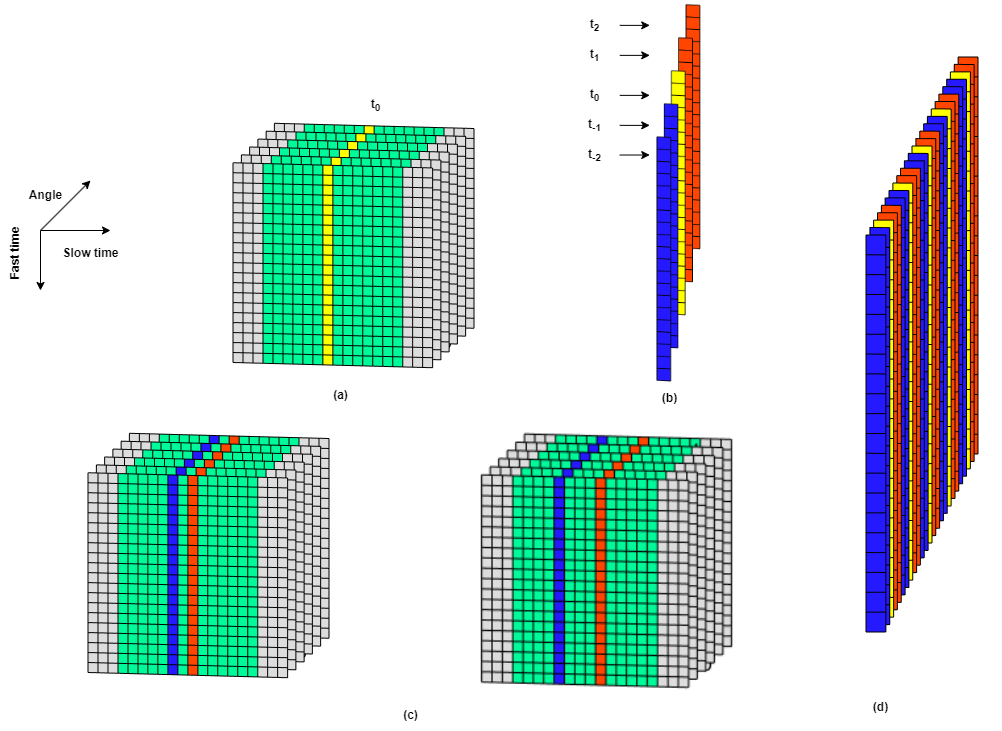 t2
t1
t0
t-1
t-2
t0
Angle
Slow time
Fast time
(a)
(b)
(c)
(d)